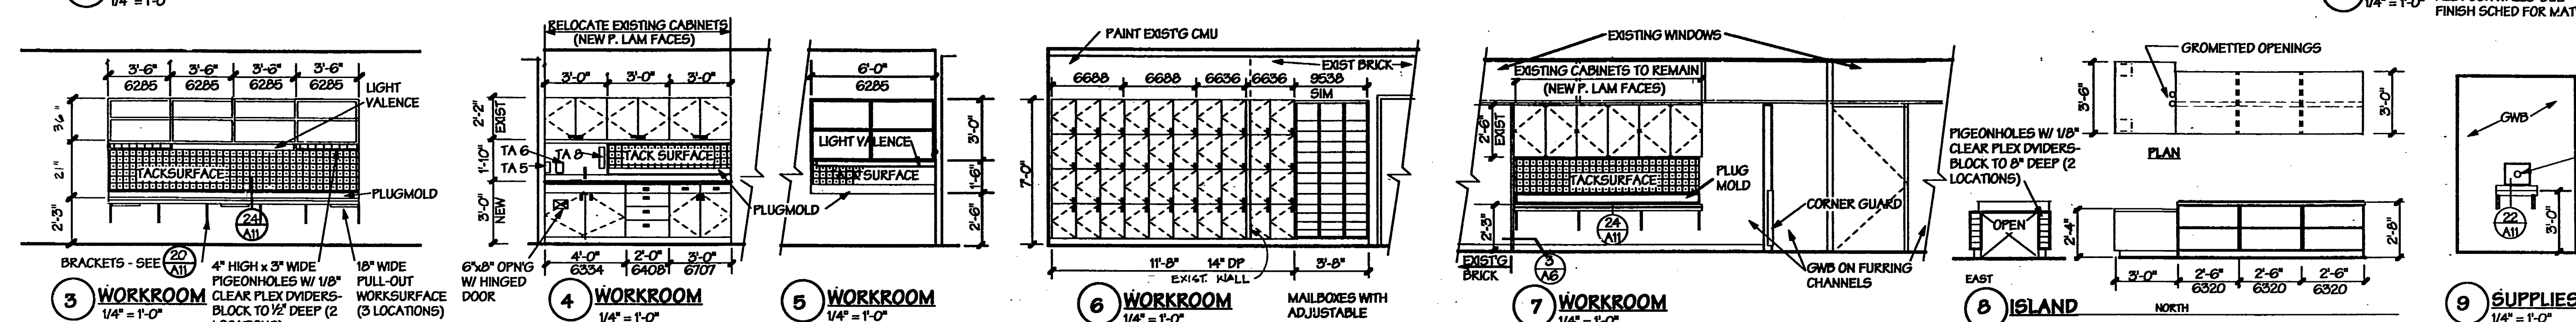 1/4" = 1'-0"
3'-6" 3'-6" 3'-6" 3'-6"
6285 6285 6285 6285
LIGHT
VALENCE
36"
21"
2'-3"
TACKSURFACE
PLUGMOLD
24
A11
BRACKETS - SEE
20
A11
4" HIGH x 3" WIDE
PIGEONHOLES W/ 1/8"
CLEAR PLEX DVIDERS-
BLOCK TO ½" DEEP (2
18" WIDE
PULL-OUT
WORKSURFACE
(3 LOCATIONS)
3 WORKROOM
1/4" = 1'-0"
RELOCATE EXISTING CABINETS
(NEW P. LAM FACES)
3'-0" 3'-0" 3'-0"
2'-2"
EXIST
1'-10"
3'-0"
NEW
TA 6
TA 5
TA 8
TACK SURFACE
PLUGMOLD
6"x8" OPN'G
W/ HINGED
DOOR
4'-0" 2'-0" 3'-0"
6334 6408 6707
4 WORKROOM
1/4" = 1'-0"
6'-0"
6285
LIGHT VALENCE
TACK SURFACE
3'-0"
1'-6"
2'-6"
5 WORKROOM
1/4" = 1'-0"
PAINT EXIST'G CMU
EXIST BRICK
6688 6688 6636 6636 9538
SIM
7'-0"
11'-8" 14" DP 3'-8"
EXIST. WALL
6 WORKROOM
1/4" = 1'-0"
MAILBOXES WITH
ADJUSTABLE
EXISTING WINDOWS
EXISTING CABINETS TO REMAIN
(NEW P. LAM FACES)
2'-6"
EXIST
TACKSURFACE
PLUG
MOLD
2'-3"
24
A11
CORNER GUARD
EXIST'G
BRICK
3
A6
GWB ON FURRING
CHANNELS
7 WORKROOM
1/4" = 1'-0"
GROMETTED OPENINGS
3'-6"
3'-0"
PLAN
PIGEONHOLES W/ 1/8"
CLEAR PLEX DVIDERS-
BLOCK TO 8" DEEP (2
LOCATIONS)
OPEN
EAST
2'-4"
2'-8"
3'-0" 2'-6" 2'-6" 2'-6"
6320 6320 6320
8 ISLAND
NORTH
1/4" = 1'-0"
FINISH SCHED FOR MAT
GWB
22
A11
3'-0"
9 SUPPLIES
1/4" = 1'-0"